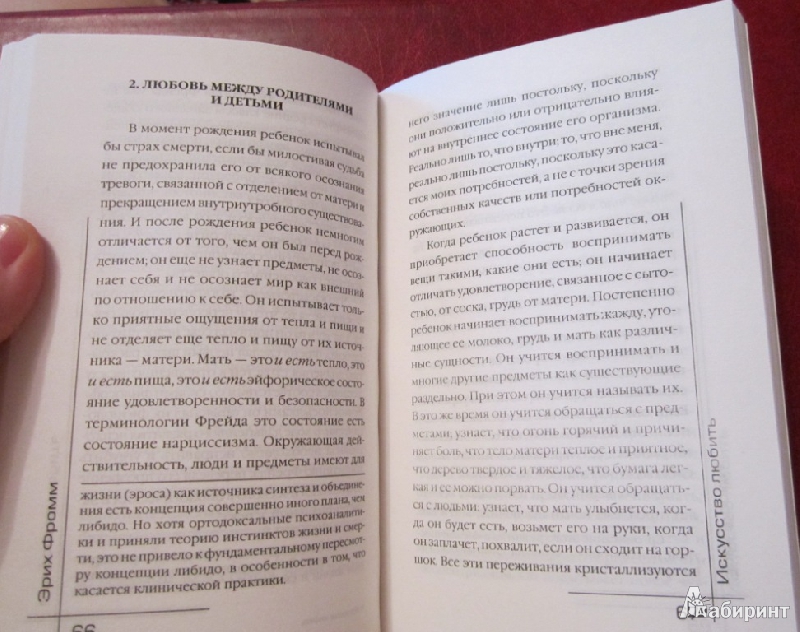 2. ЛЮБОВЬ МЕЖДУ РОДИТЕЛЯМИ
И ДЕТЬМИ
В момент рождения ребенок испытывал
бы страх смерти, если бы милостивая судьба
не предохранила его от всякого осознания
тревоги, связанной с отделением от матери и
прекращением внутриутробного существова-
ния. И после рождения ребенок немногим
отличается от того, чем он был перед рож-
дением; он еще не узнает предметы, не осоз-
нает себя и не осознает мир как внешний
по отношению к себе. Он испытывает толь-
ко приятные ощущения от тепла и пищи и
не отделяет еще тепло и пищу от их источ-
ника — матери. Мать — это и есть тепло, это
и есть пища, это и есть эйфорическое состо-
яние удовлетворенности и безопасности. В
терминологии Фрейда это состояние есть
состояние нарциссизма. Окружающая дей-
ствительность, люди и предметы имеют для
жизни (эроса) как источника синтеза и объедине-
ния есть концепция совершенно иного плана, чем
либидо. Но хотя ортодоксальные психоаналити-
ки и приняли теорию инстинктов жизни и смер-
ти, это не привело к фундаментальному пересмот-
ру концепции либидо, в особенности в том, что
касается клинической практики.
Эрих Фромм
66
него значение лишь постольку, поскольку
они положительно или отрицательно влия-
ют на внутреннее состояние его организма.
Реально лишь то, что внутри: то, что вне меня,
реально лишь постольку, поскольку это каса-
ется моих потребностей, а не с точки зрения
собственных качеств или потребностей ок-
ружающих.
Когда ребенок растет и развивается, он
приобретает способность воспринимать
вещи такими, какие они есть; он начинает
отличать удовлетворение, связанное с сыто-
стью, от соска, грудь от матери. Постепенно
ребенок начинает воспринимать жажду, уто-
ляющее ее молоко, грудь и мать как различ-
ные сущности. Он учится воспринимать и
многие другие предметы как существующие
раздельно. При этом он учится называть их.
В это же время он учится обращаться с пред-
метами, узнает, что огонь горячий и причи-
няет боль, что тело матери теплое и приятное,
что дерево твердое и тяжелое, что бумага лег-
кая и ее можно порвать. Он учится обращать-
ся с людьми: узнает, что мать улыбнется, ког-
да он будет есть, возьмет его на руки, когда
он заплачет, похвалит, если он сходит на гор-
шок. Все эти переживания кристаллизуются
Искусство любить
Лабиринт